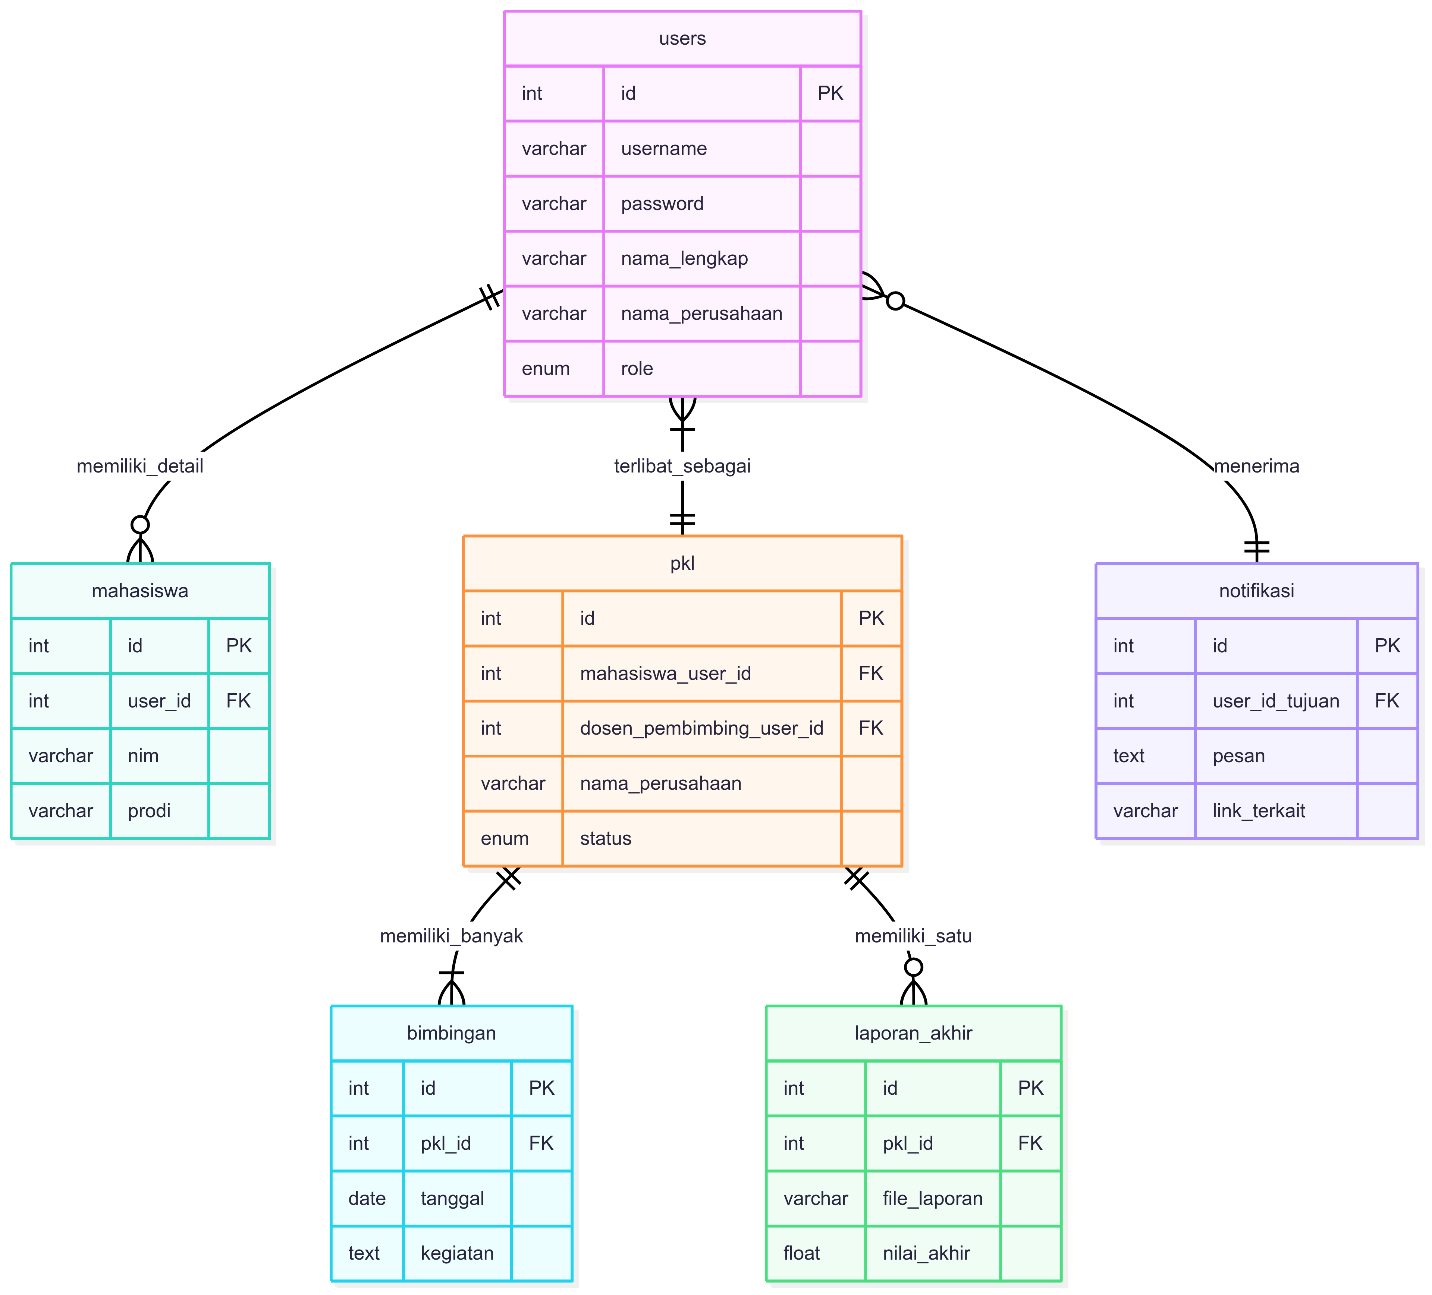 users
int id PK
varchar username
varchar password
varchar nama_lengkap
varchar nama_perusahaan
enum role
memiliki_detail
terlibat_sebagai
menerima
mahasiswa
int id PK
int user_id FK
varchar nim
varchar prodi
pkl
int id PK
int mahasiswa_user_id FK
int dosen_pembimbing_user_id FK
varchar nama_perusahaan
enum status
notifikasi
int id PK
int user_id_tujuan FK
text pesan
varchar link_terkait
memiliki_banyak
memiliki_satu
bimbingan
int id PK
int pkl_id FK
date tanggal
text kegiatan
laporan_akhir
int id PK
int pkl_id FK
varchar file_laporan
float nilai_akhir